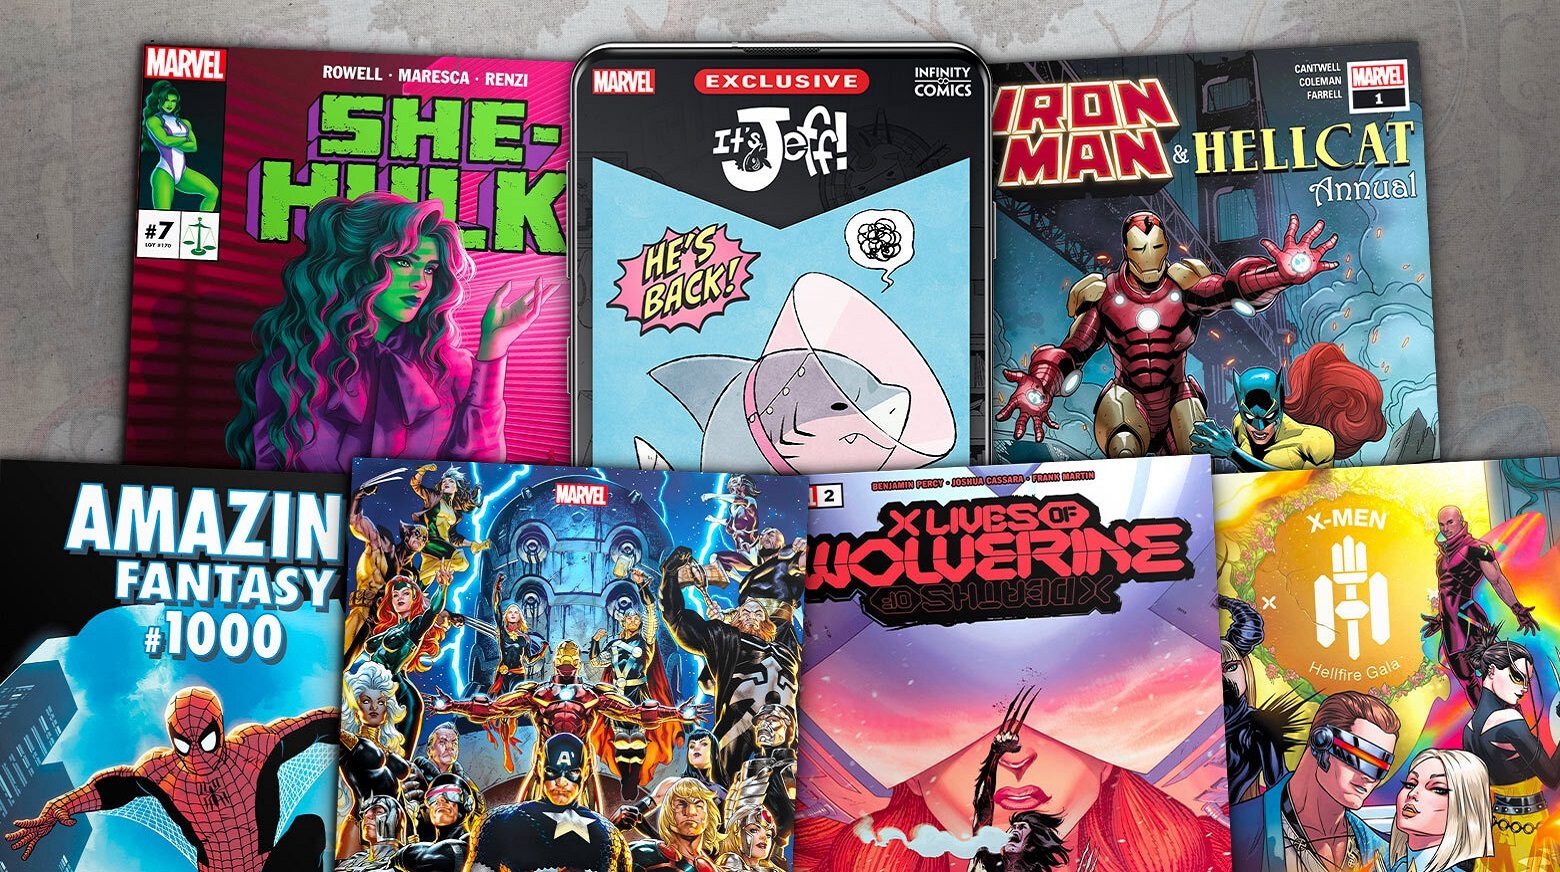 MARVEL
ROWELL · MARESCA · RENZI
SHE-
HULK
#7
LGY #170
MARVEL
EXCLUSIVE
INFINITY
COMICS
It's Jeff!
HE'S
BACK!
IRON
MAN
& HELLCAT
Annual
CANTWELL
COLEMAN
FARRELL
MARVEL
1
AMAZIN
FANTASY
#1000
MARVEL
A
2
BENJAMIN PERCY · JOSHUA CASSARA · FRANK MARTIN
X LIVES OF
WOLVERINE
X DEATHS OF
X-MEN
X
Hellfire Gala